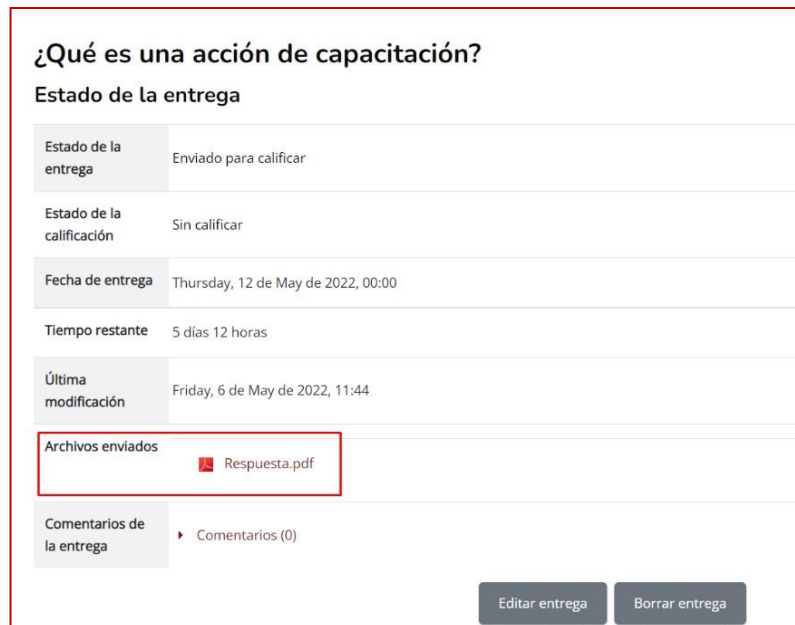 ¿Qué es una acción de capacitación?
Estado de la entrega
Estado de la
entrega
Enviado para calificar
Estado de la
calificación
Sin calificar
Fecha de entrega
Thursday, 12 de May de 2022, 00:00
Tiempo restante
5 días 12 horas
Última
modificación
Friday, 6 de May de 2022, 11:44
Archivos enviados
Respuesta.pdf
Comentarios de
la entrega
Comentarios (0)
Editar entrega
Borrar entrega